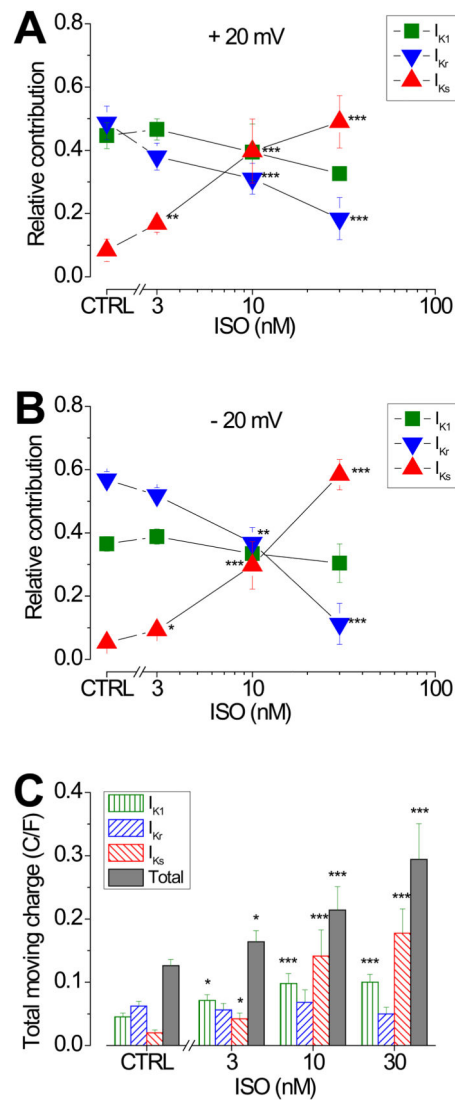 A
+ 20 mV
I_K1
I_Kr
I_Ks
Relative contribution
0.8
0.6
0.4
0.2
0.0
***
***
**
***
***
CTRL 3 10 100
ISO (nM)
B
- 20 mV
I_K1
I_Kr
I_Ks
Relative contribution
0.8
0.6
0.4
0.2
0.0
***
**
***
*
***
CTRL 3 10 100
ISO (nM)
C
I_K1
I_Kr
I_Ks
Total
Total moving charge (C/F)
0.4
0.3
0.2
0.1
0.0
* * *
*** *** ***
*** *** ***
CTRL 3 10 30
ISO (nM)